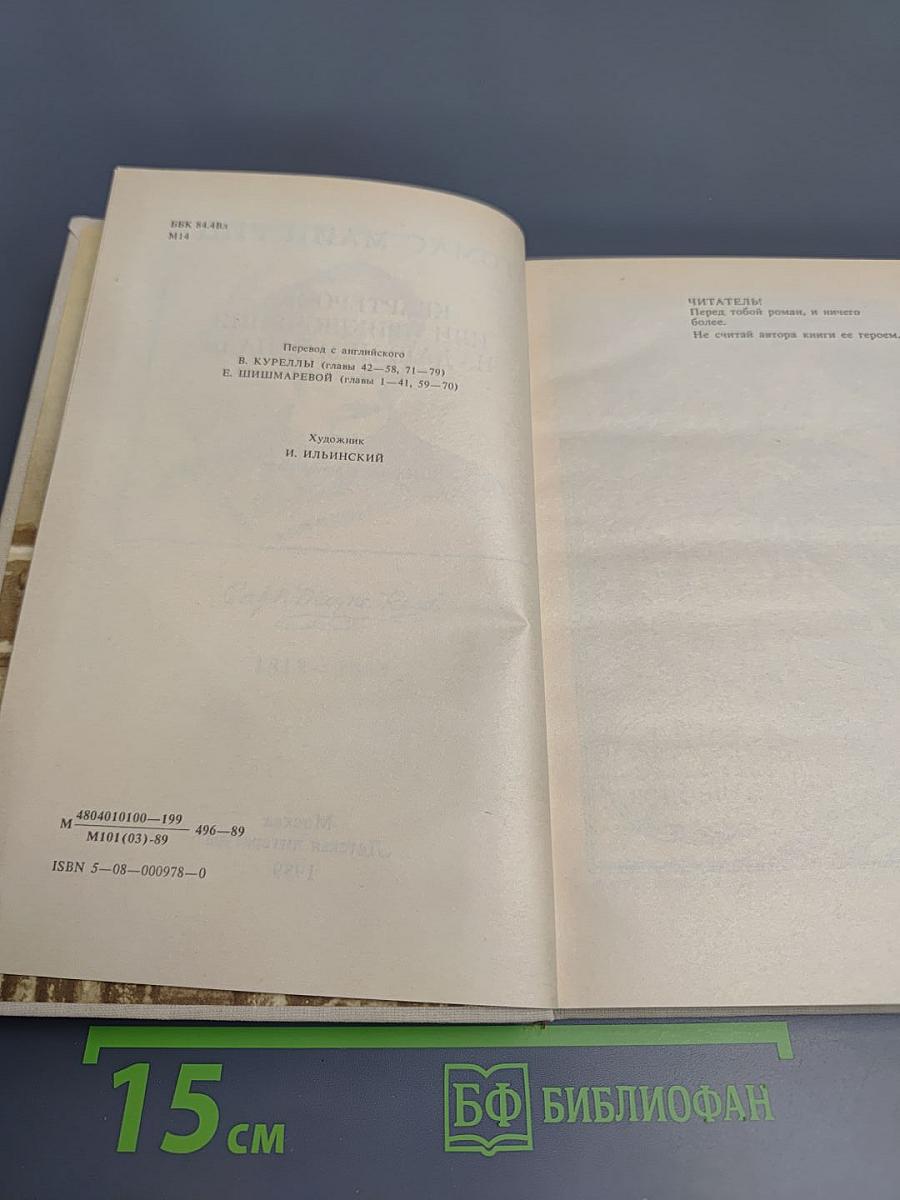 ББК 84.4Вл
М14
Перевод с английского
В. КУРЕЛЛЫ (главы 42—58, 71—79)
Е. ШИШМАРЕВОЙ (главы 1—41, 59—70)
Художник
И. ИЛЬИНСКИЙ
М 4804010100—199
М101(03)-89
496—89
ISBN 5—08—000978—0
ЧИТАТЕЛЬ!
Перед тобой роман, и ничего
более.
Не считай автора книги ее героем.
15 см
БФ БИБЛИОФАН